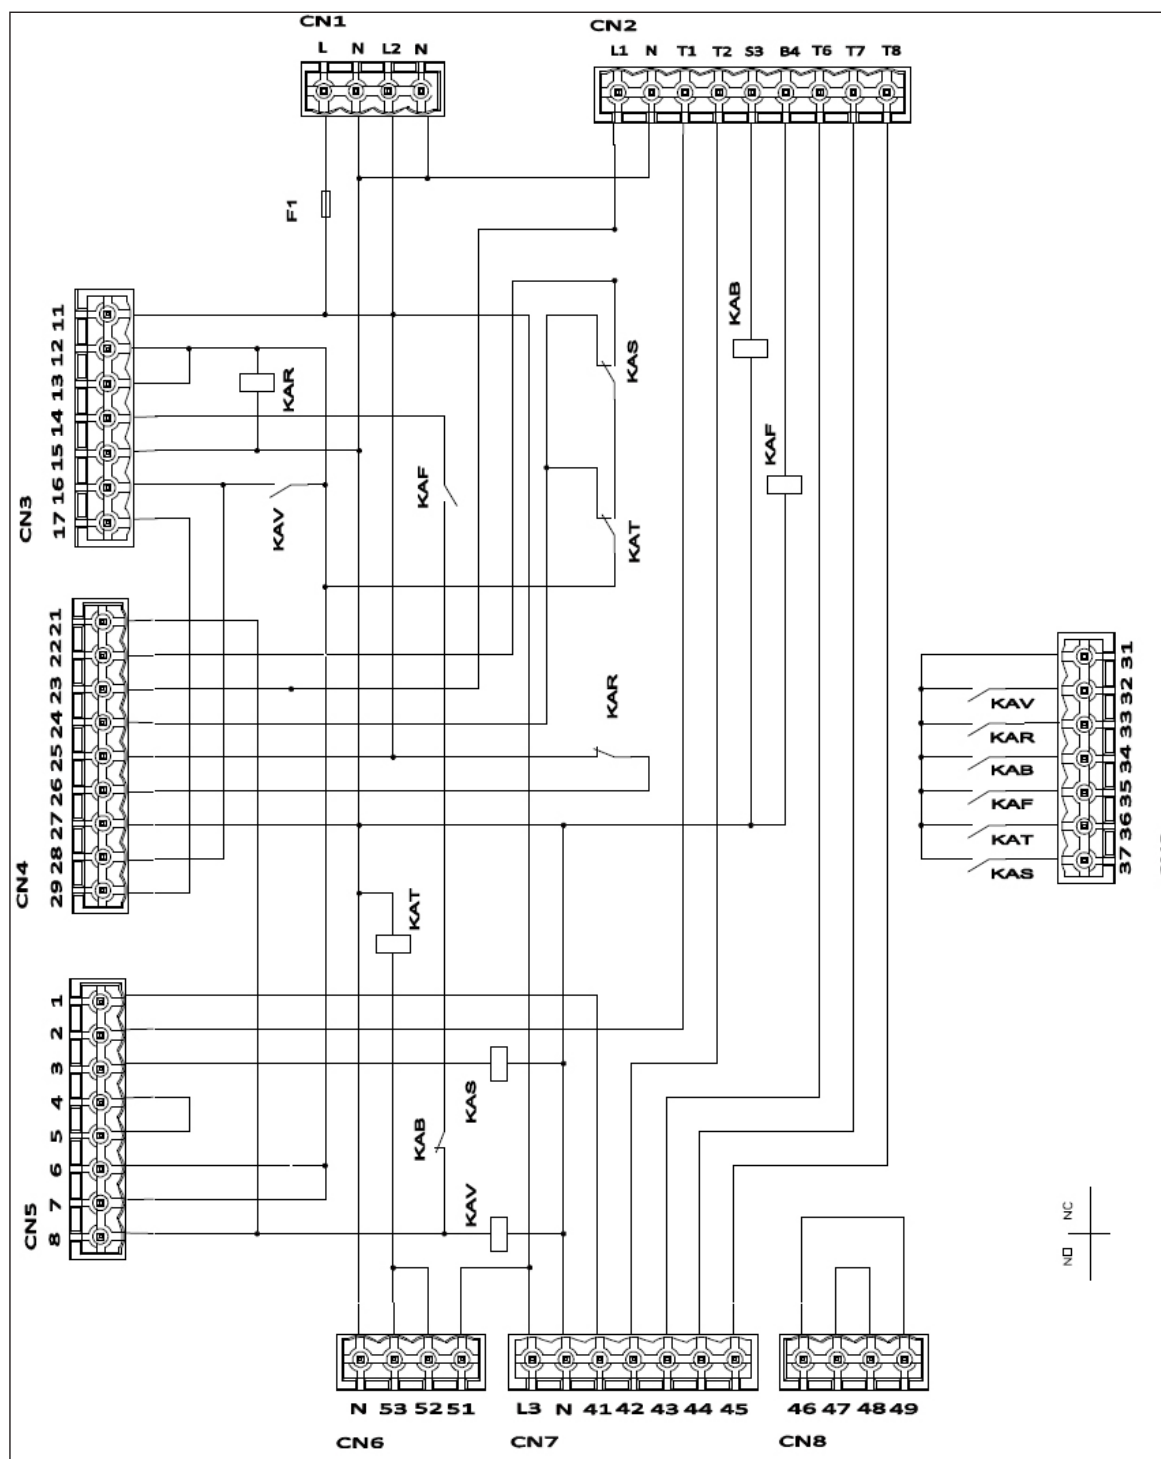 CN1
L N L2 N
CN2
L1 N T1 T2 S3 B4 T6 T7 T8
F1
KAB
KAS
KAR
KAF
KAF
KAT
KAV
CN3
11
12
13
14
15
16
17
KAR
CN4
21
22
23
24
25
26
27
28
29
KAT
31
32
33
34
35
36
37
KAV
KAR
KAB
KAF
KAT
KAS
CN5
1
2
3
4
5
6
7
8
KAS
KAB
KAV
NC
NO
N 53 52 51
CN6
L3 N 41 42 43 44 45
CN7
46 47 48 49
CN8